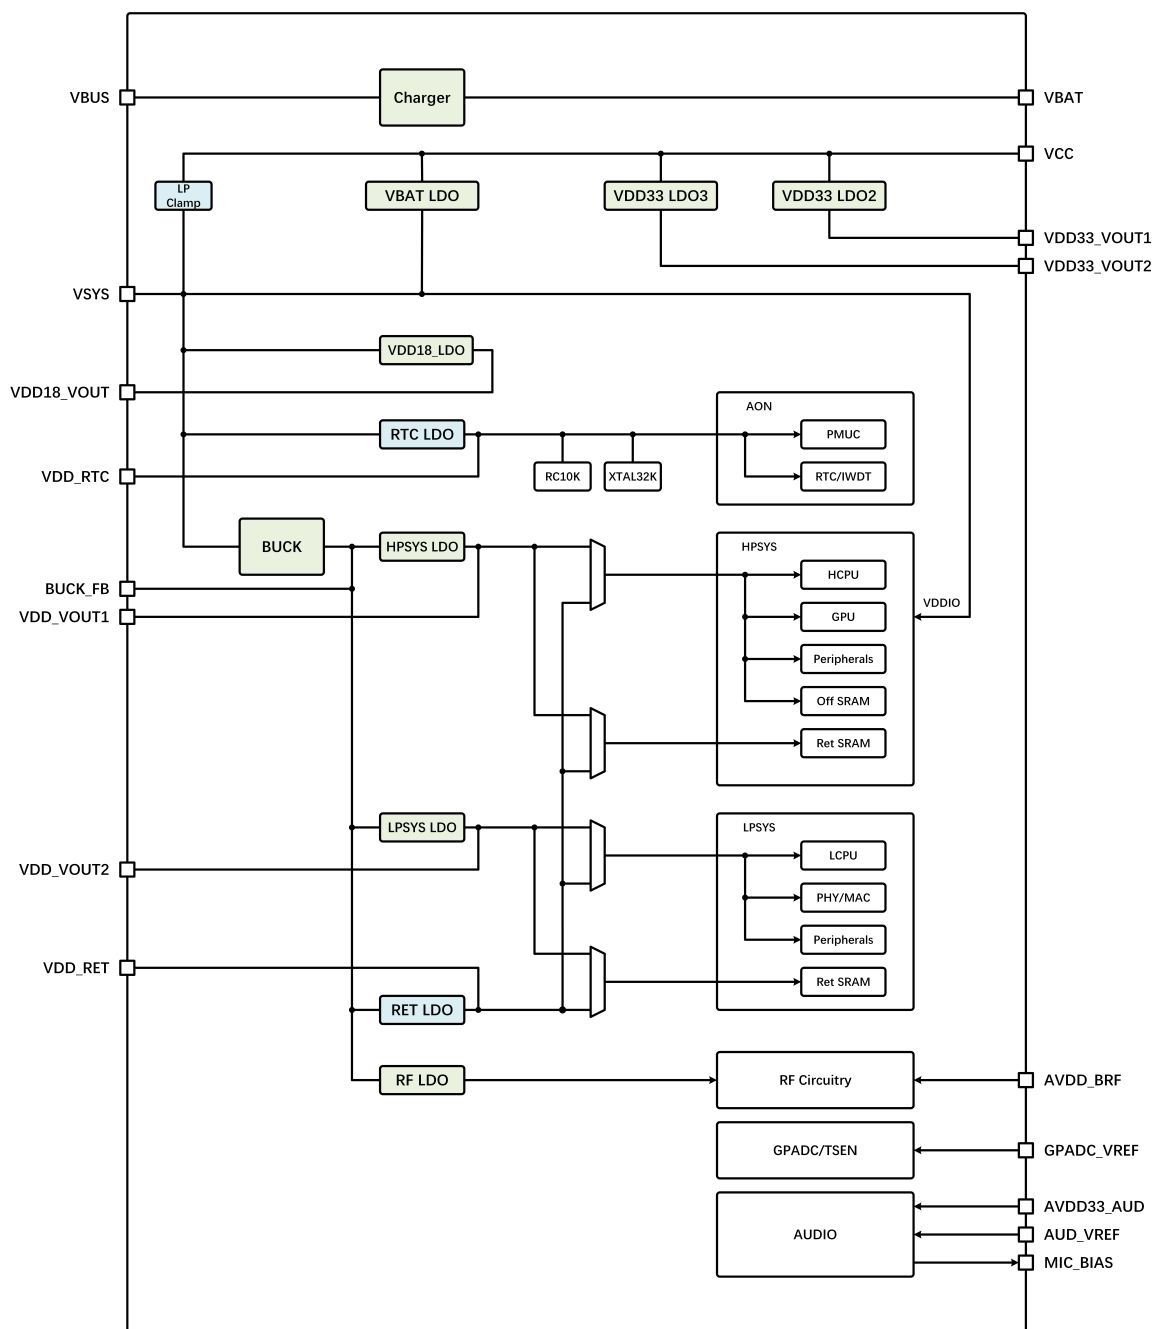 VBUS
Charger
VBAT
VCC
LP
Clamp
VBAT LDO
VDD33 LDO3
VDD33 LDO2
VDD33_VOUT1
VDD33_VOUT2
VSYS
VDD18_LDO
VDD18_VOUT
AON
RTC LDO
PMUC
VDD_RTC
RC10K
XTAL32K
RTC/IWDT
BUCK
HPSYS LDO
HPSYS
HCPU
BUCK_FB
VDDIO
VDD_VOUT1
GPU
Peripherals
Off SRAM
Ret SRAM
LPSYS LDO
LPSYS
LCPU
VDD_VOUT2
PHY/MAC
Peripherals
VDD_RET
Ret SRAM
RET LDO
RF LDO
RF Circuitry
AVDD_BRF
GPADC/TSEN
GPADC_VREF
AVDD33_AUD
AUDIO
AUD_VREF
MIC_BIAS